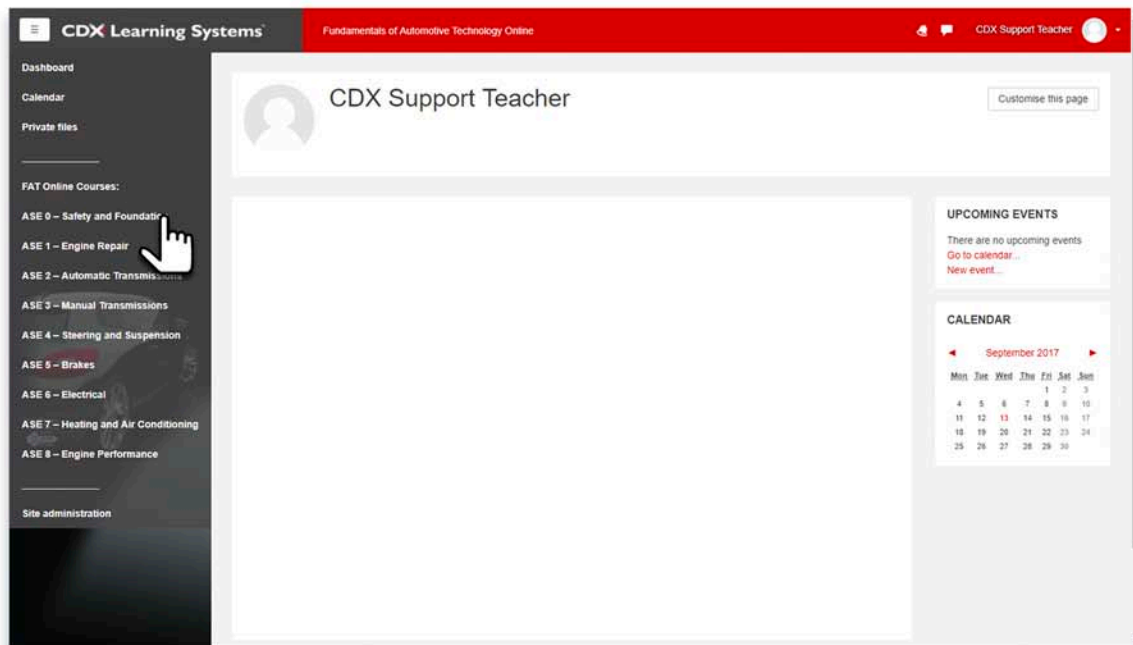 CDX Learning Systems
Fundamentals of Automotive Technology Online
CDX Support Teacher
Dashboard
Calendar
Private files
FAT Online Courses:
ASE 0 – Safety and Foundatio
ASE 1 – Engine Repair
ASE 2 – Automatic Transmissions
ASE 3 – Manual Transmissions
ASE 4 – Steering and Suspension
ASE 5 – Brakes
ASE 6 – Electrical
ASE 7 – Heating and Air Conditioning
ASE 8 – Engine Performance
Site administration
CDX Support Teacher
Customise this page
UPCOMING EVENTS
There are no upcoming events
Go to calendar...
New event...
CALENDAR
◄ September 2017 ►
Mon Tue Wed Thu Fri Sat Sun
1 2 3
4 5 6 7 8 9 10
11 12 13 14 15 16 17
18 19 20 21 22 23 24
25 26 27 28 29 30